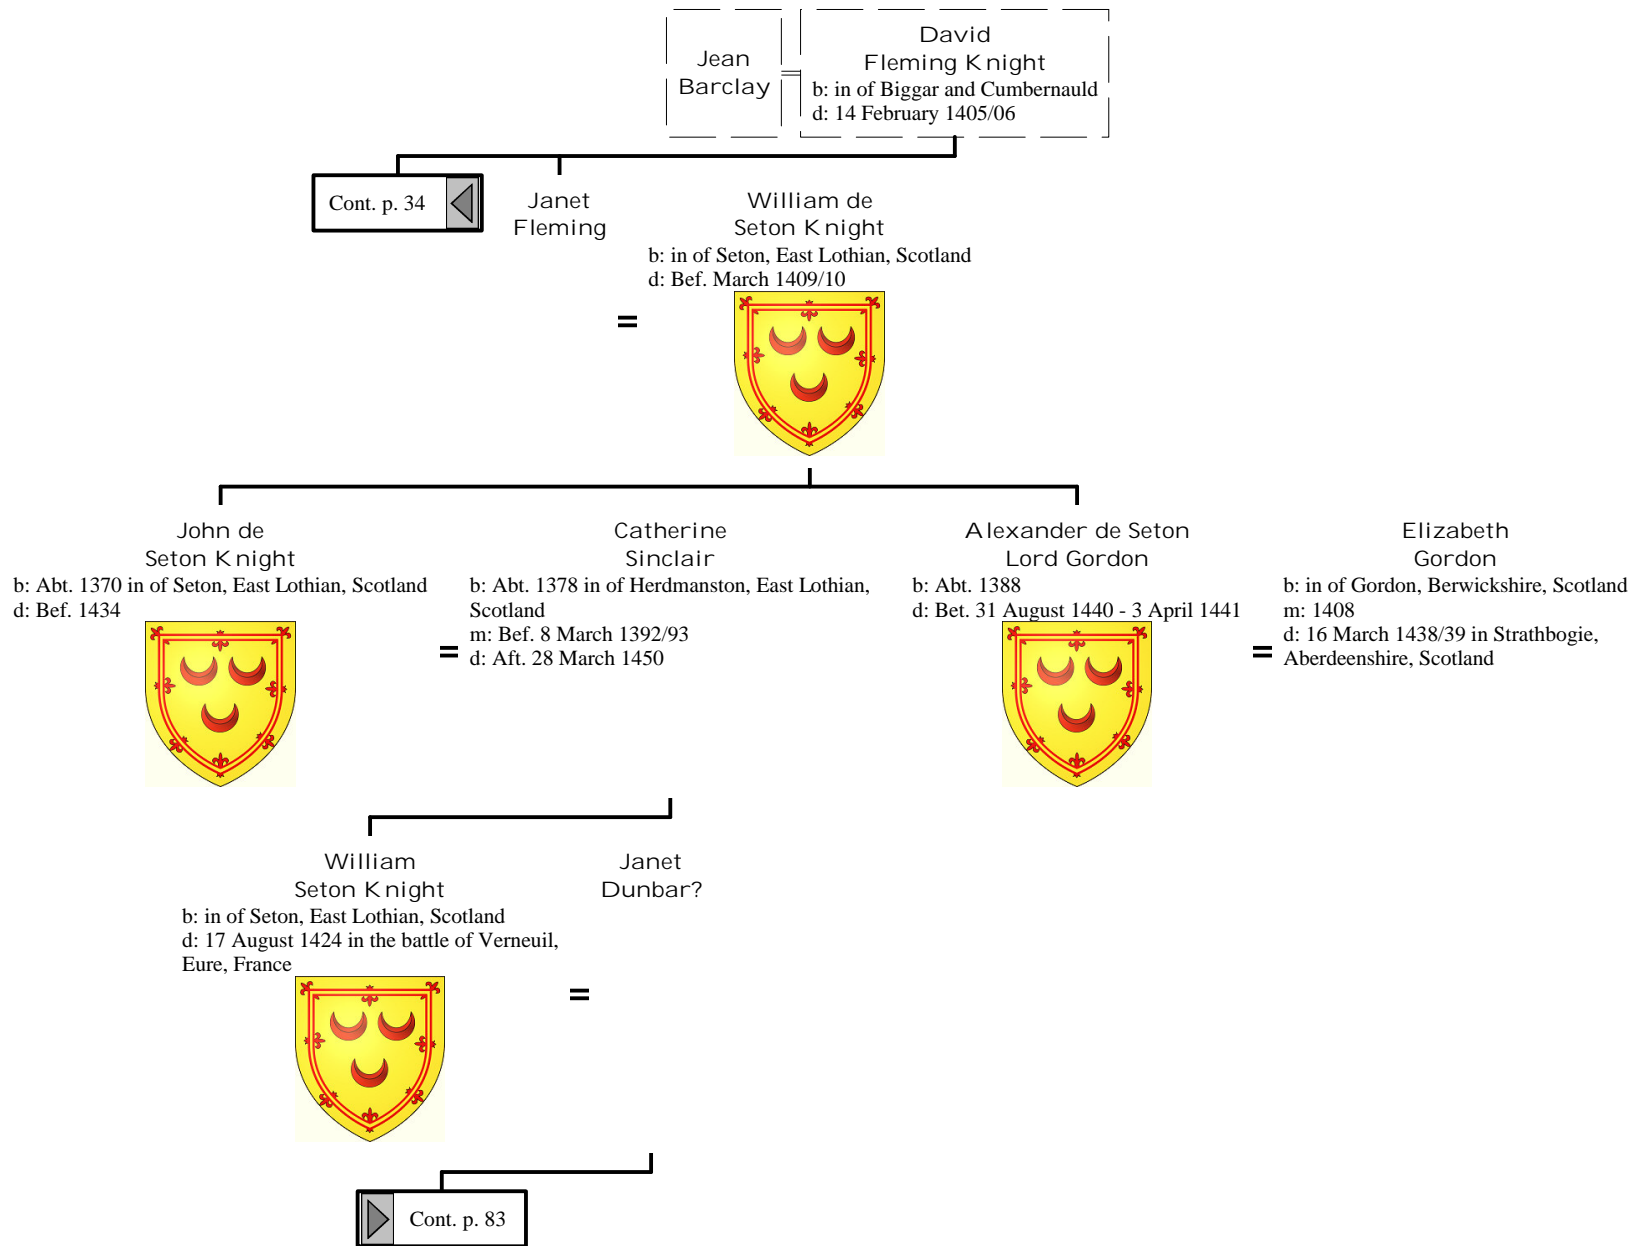 Jean
Barclay
David
Fleming Knight
b: in of Biggar and Cumbernauld
d: 14 February 1405/06
Cont. p. 34
Janet
Fleming
William de
Seton Knight
b: in of Seton, East Lothian, Scotland
d: Bef. March 1409/10
=
John de
Seton Knight
b: Abt. 1370 in of Seton, East Lothian, Scotland
d: Bef. 1434
=
Catherine
Sinclair
b: Abt. 1378 in of Herdmanston, East Lothian,
Scotland
m: Bef. 8 March 1392/93
d: Aft. 28 March 1450
Alexander de Seton
Lord Gordon
b: Abt. 1388
d: Bet. 31 August 1440 - 3 April 1441
=
Elizabeth
Gordon
b: in of Gordon, Berwickshire, Scotland
m: 1408
d: 16 March 1438/39 in Strathbogie,
Aberdeenshire, Scotland
William
Seton Knight
b: in of Seton, East Lothian, Scotland
d: 17 August 1424 in the battle of Verneuil,
Eure, France
=
Janet
Dunbar?
Cont. p. 83